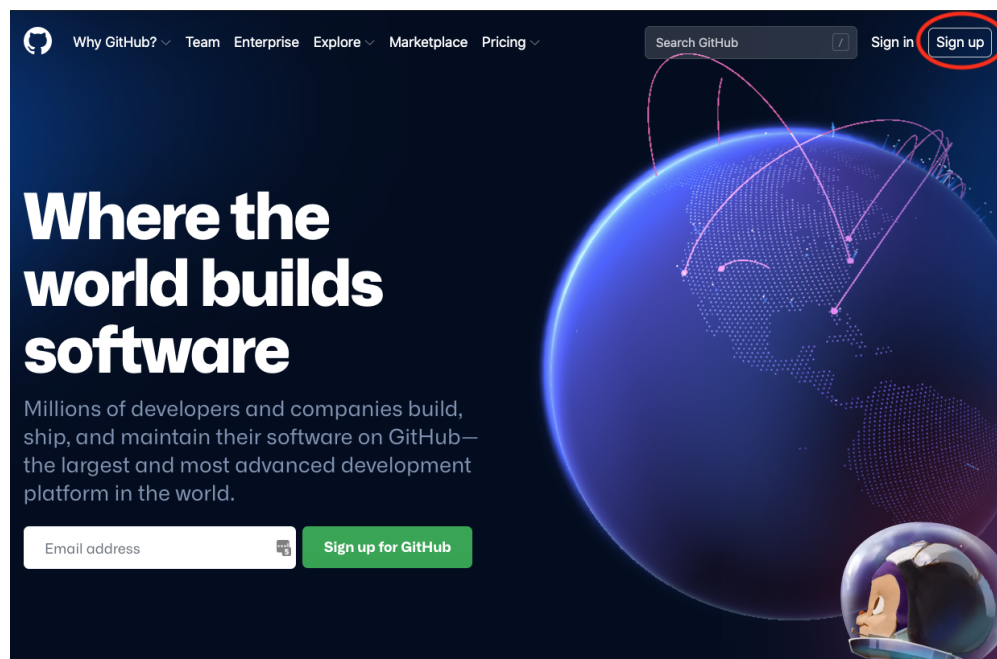 Why GitHub? Team Enterprise Explore Marketplace Pricing Search GitHub / Sign in Sign up
Where the
world builds
software
Millions of developers and companies build,
ship, and maintain their software on GitHub—
the largest and most advanced development
platform in the world.
Email address Sign up for GitHub